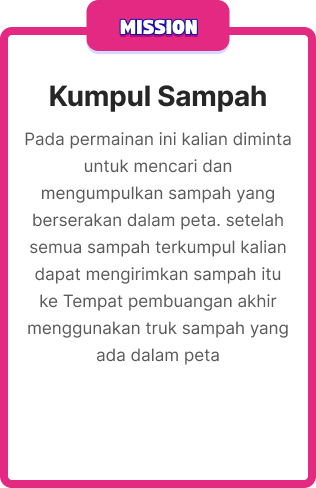 MISSION
Kumpul Sampah
Pada permainan ini kalian diminta
untuk mencari dan
mengumpulkan sampah yang
berserakan dalam peta. setelah
semua sampah terkumpul kalian
dapat mengirimkan sampah itu
ke Tempat pembuangan akhir
menggunakan truk sampah yang
ada dalam peta